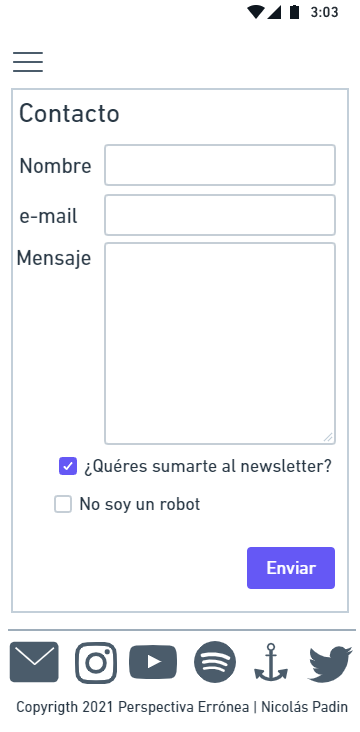 3:03
Contacto
Nombre
e-mail
Mensaje
¿Quéres sumarte al newsletter?
No soy un robot
Enviar
Copyrigth 2021 Perspectiva Errónea | Nicolás Padin